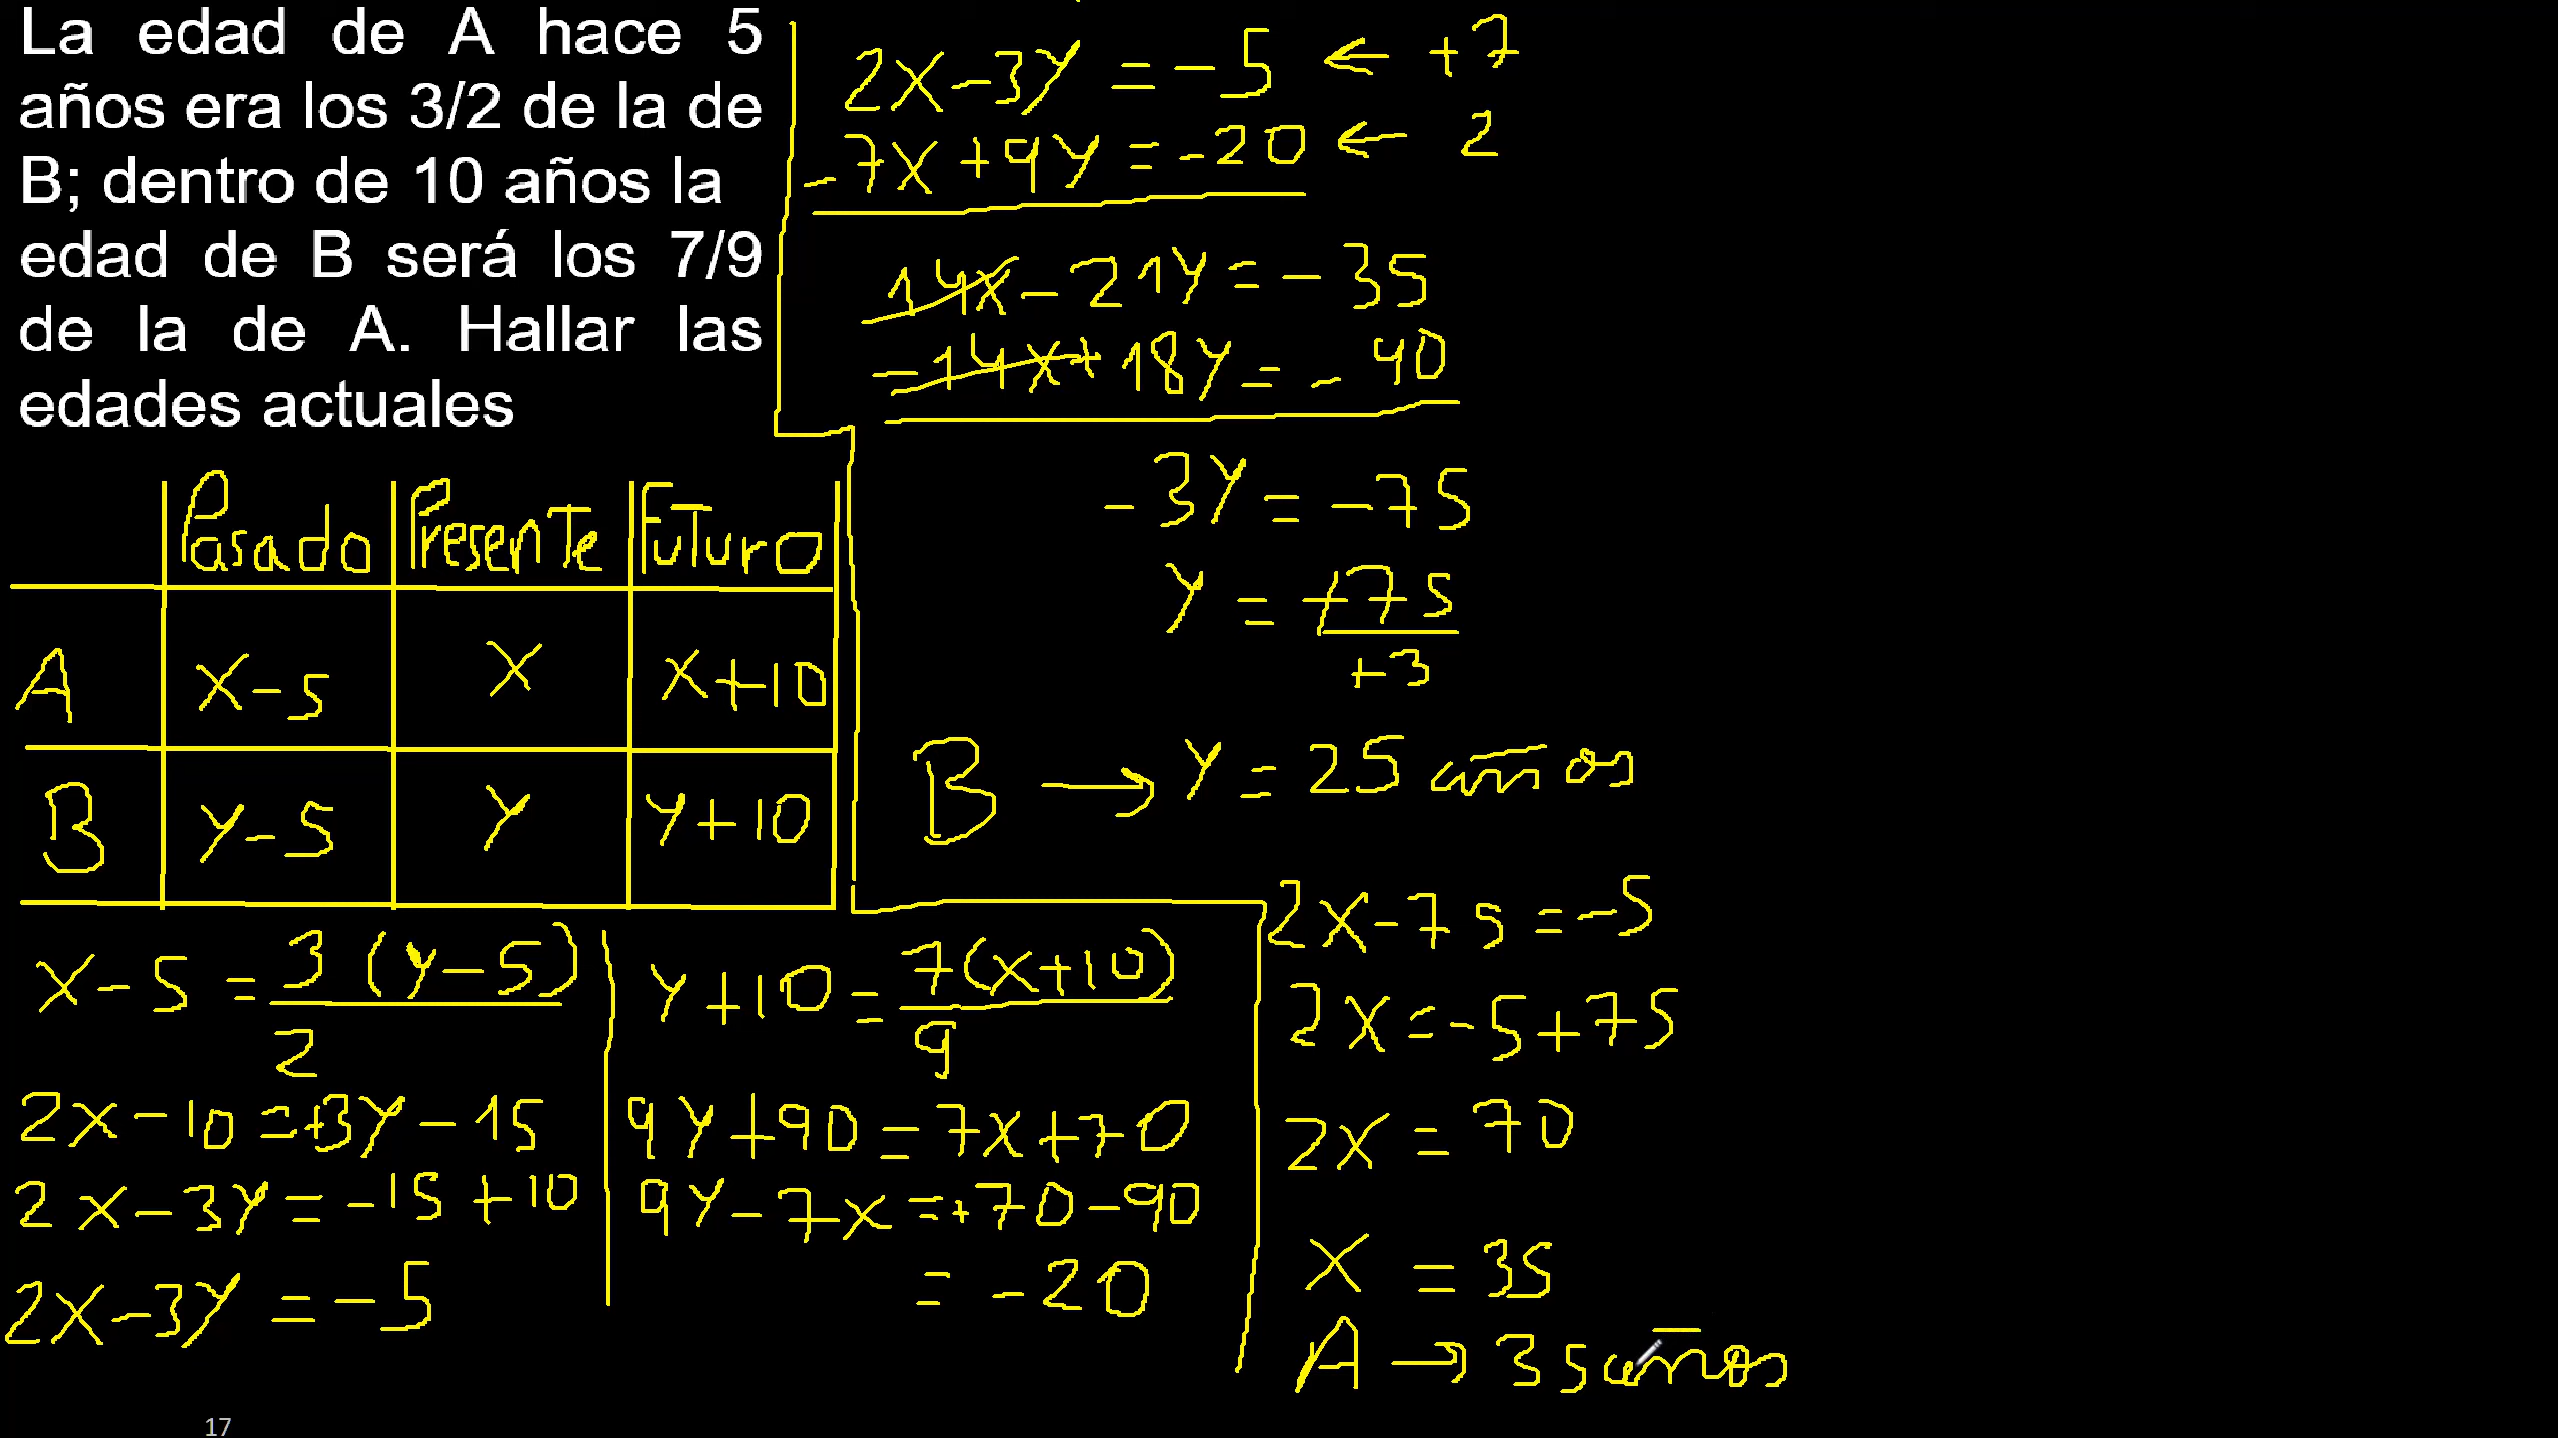 La edad de A hace 5
años era los 3/2 de la de
B; dentro de 10 años la
edad de B será los 7/9
de la de A. Hallar las
edades actuales
Pasado Presente Futuro
A x-5 x x+10
B y-5 y y+10
x-5 = 3(y-5)/2
2x-10=+3y-15
2x-3y=-15+10
2x-3y=-5
y+10=7(x+10)/9
9y+90=7x+70
9y-7x=+70-90
=-20
2x-3y=-5 ← +7
-7x+9y=-20 ← 2
14x-21y=-35
-14x+18y=-40
-3y=-75
y=+75/+3
B → y=25 años
2x-75=-5
2x=-5+75
2x=70
x=35
A → 35 años
17